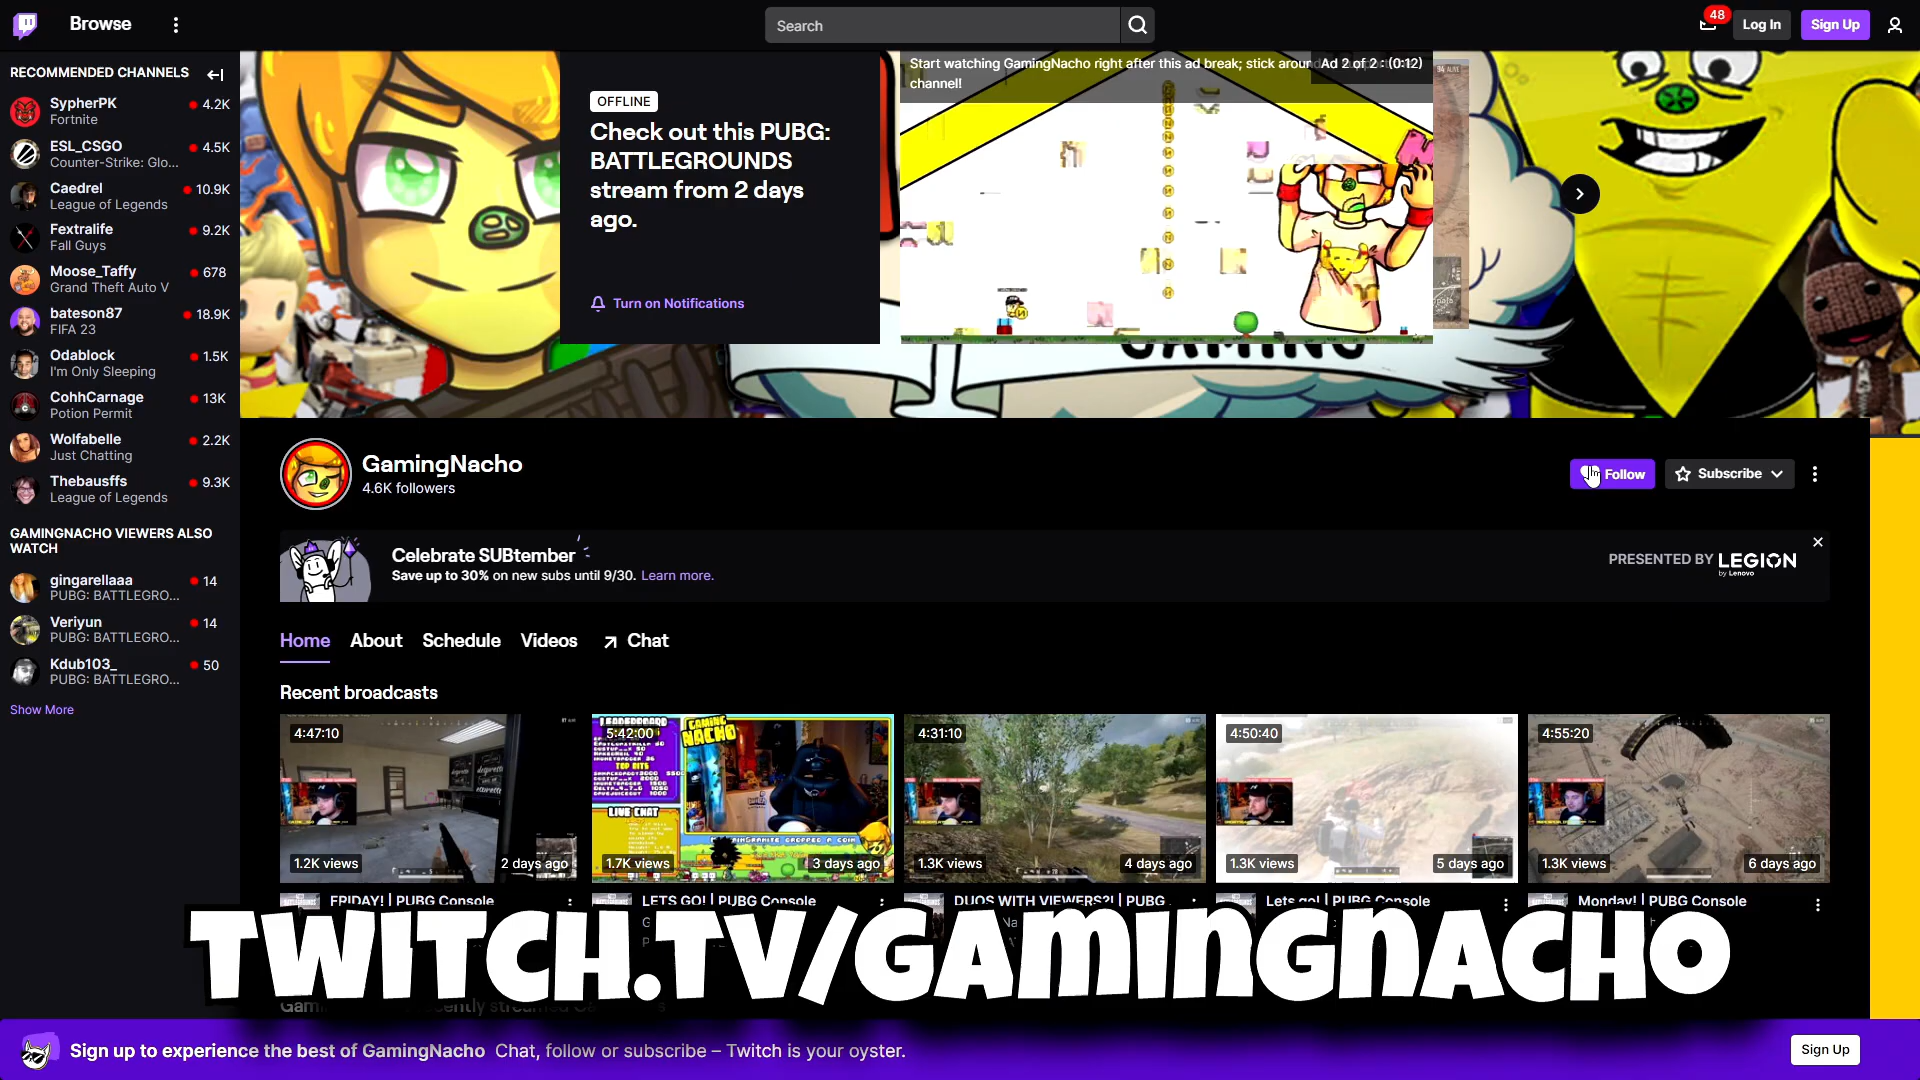 Browse
Search
48
Log In
Sign Up
RECOMMENDED CHANNELS
SypherPK
4.2K
Fortnite
ESL_CSGO
4.5K
Counter-Strike: Glo...
Caedrel
10.9K
League of Legends
Fextralife
9.2K
Fall Guys
Moose_Taffy
678
Grand Theft Auto V
bateson87
18.9K
FIFA 23
Odablock
1.5K
I'm Only Sleeping
CohhCarnage
13K
Potion Permit
Wolfabelle
2.2K
Just Chatting
Thebausffs
9.3K
League of Legends
GAMINGNACHO VIEWERS ALSO
WATCH
gingarellaaa
14
PUBG: BATTLEGRO...
Veriyun
14
PUBG: BATTLEGRO...
Kdub103_
50
PUBG: BATTLEGRO...
Show More
OFFLINE
Check out this PUBG:
BATTLEGROUNDS
stream from 2 days
ago.
Turn on Notifications
Start watching GamingNacho right after this ad break; stick around
Ad 2 of 2 : (0:12)
channel!
GAMING
GamingNacho
4.6K followers
Follow
Subscribe
Celebrate SUBtember
Save up to 30% on new subs until 9/30. Learn more.
PRESENTED BY LEGION
by Lenovo
Home
About
Schedule
Videos
Chat
Recent broadcasts
4:47:10
1.2K views
2 days ago
LEADERBOARD
TOP BITS
LIVE CHAT
GAMING
NACHO
5:42:00
1.7K views
3 days ago
4:31:10
1.3K views
4 days ago
4:50:40
1.3K views
5 days ago
4:55:20
1.3K views
6 days ago
FRIDAY! | PUBG Console
LETS GO! | PUBG Console
DUOS WITH VIEWERS?! | PUBG
Lets go! | PUBG Console
Monday! | PUBG Console
TWITCH.TV/GAMINGNACHO
Sign up to experience the best of GamingNacho Chat, follow or subscribe – Twitch is your oyster.
Sign Up